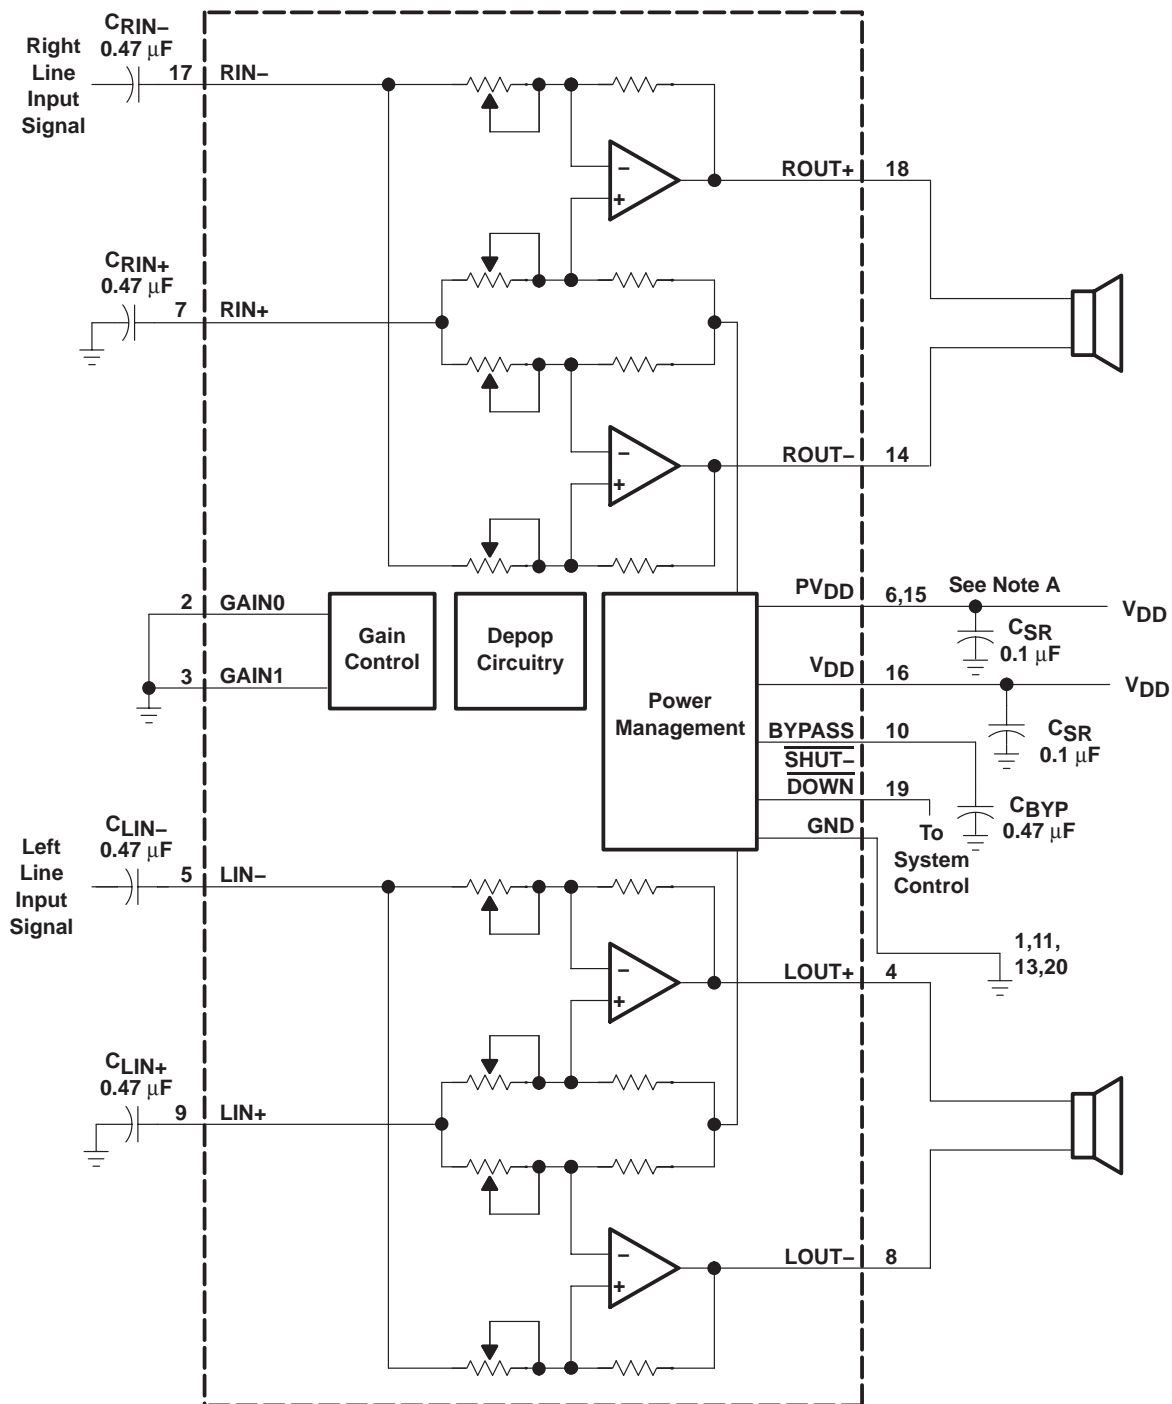 CRIN–
0.47 μF
Right
Line
Input
Signal
17
RIN–
–
+
ROUT+
18
CRIN+
0.47 μF
7
RIN+
–
+
ROUT–
14
2
GAIN0
3
GAIN1
Gain
Control
Depop
Circuitry
Power
Management
PVDD
6,15
See Note A
VDD
CSR
0.1 μF
VDD
16
VDD
CSR
0.1 μF
BYPASS
10
SHUT–
DOWN
19
CBYP
0.47 μF
GND
To
System
Control
1,11,
13,20
CLIN–
0.47 μF
Left
Line
Input
Signal
5
LIN–
–
+
LOUT+
4
CLIN+
0.47 μF
9
LIN+
–
+
LOUT–
8